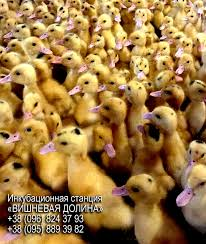 Инкубационная станция
«ВИШНЕВАЯ ДОЛИНА»
+38 (096) 824 37 93
+38 (095) 889 39 82